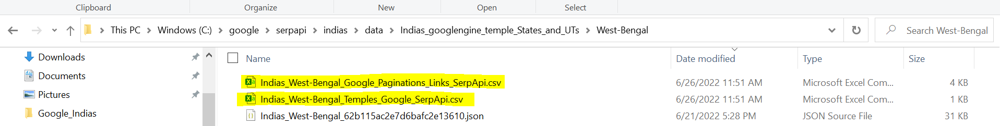 Clipboard Organize New Open Select
This PC > Windows (C:) > google > serpapi > indias > data > Indias_googlengine_temple_States_and_UTs > West-Bengal Search West-Bengal
Downloads Name Date modified Type Size
Documents Indias_West-Bengal_Google_Paginations_Links_SerpApi.csv 6/26/2022 11:51 AM Microsoft Excel Com... 4 KB
Pictures Indias_West-Bengal_Temples_Google_SerpApi.csv 6/26/2022 11:51 AM Microsoft Excel Com... 1 KB
Google_Indias Indias_West-Bengal_62b115ac2e7d6bafc2e13610.json 6/21/2022 5:28 PM JSON Source File 31 KB